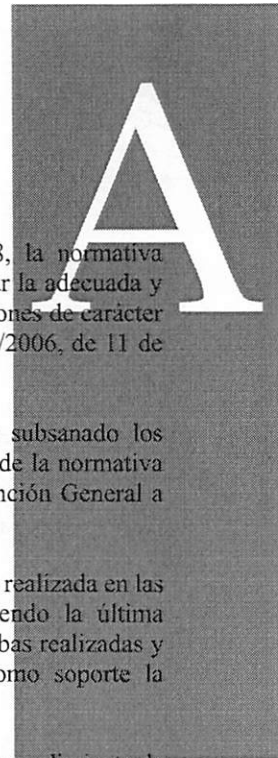 A
3, la normativa
ar la adecuada y
ones de carácter
/2006, de 11 de
subsanado los
de la normativa
nción General a
realizada en las
endo la última
bas realizadas y
omo soporte la